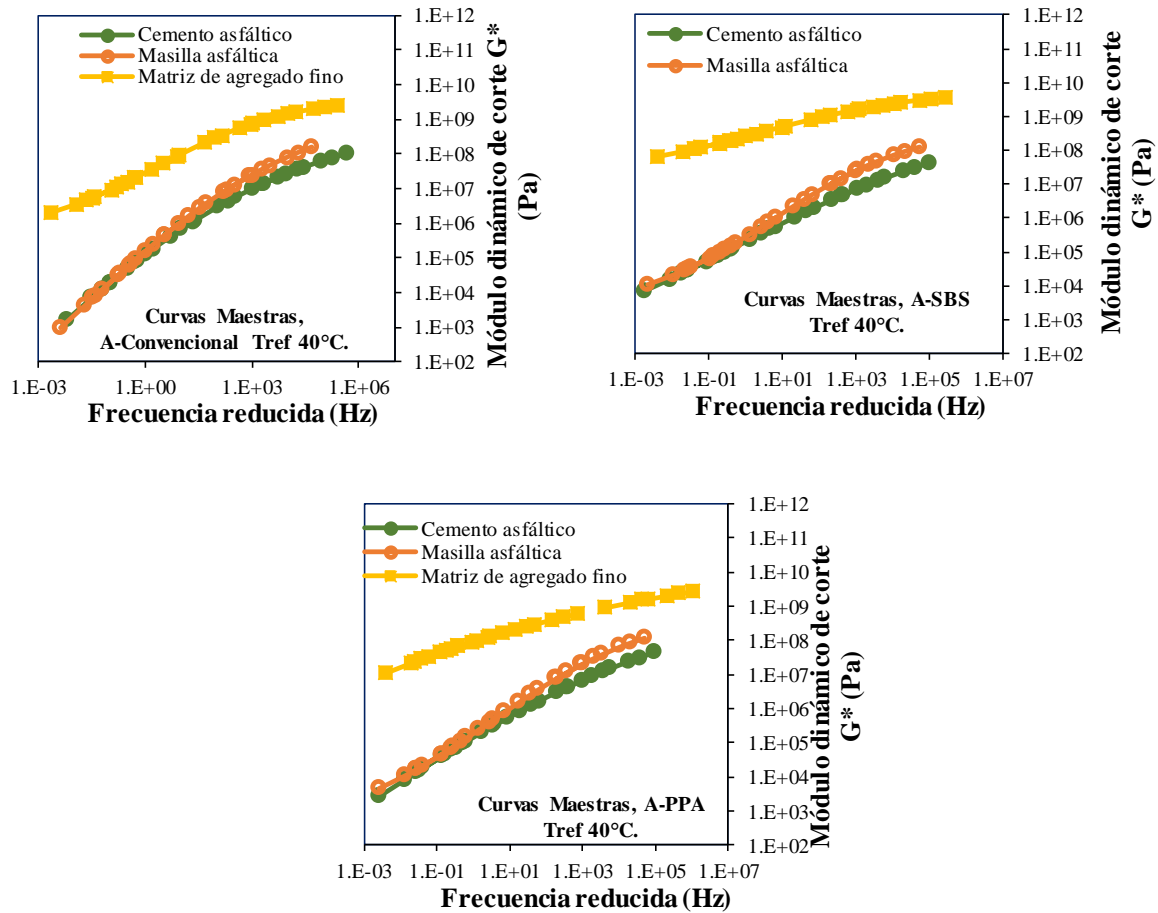 Cemento asfáltico
Masilla asfáltica
Matriz de agregado fino
Curvas Maestras,
A-Convencional Tref 40°C.
1.E+12
1.E+11
1.E+10
1.E+09
1.E+08
1.E+07
1.E+06
1.E+05
1.E+04
1.E+03
1.E+02
Módulo dinámico de corte G*
(Pa)
1.E-03 1.E+00 1.E+03 1.E+06
Frecuencia reducida (Hz)
Cemento asfáltico
Masilla asfáltica
Curvas Maestras, A-SBS
Tref 40°C.
1.E+12
1.E+11
1.E+10
1.E+09
1.E+08
1.E+07
1.E+06
1.E+05
1.E+04
1.E+03
1.E+02
Módulo dinámico de corte
G* (Pa)
1.E-03 1.E-01 1.E+01 1.E+03 1.E+05 1.E+07
Frecuencia reducida (Hz)
Cemento asfáltico
Masilla asfáltica
Matriz de agregado fino
Curvas Maestras, A-PPA
Tref 40°C.
1.E+12
1.E+11
1.E+10
1.E+09
1.E+08
1.E+07
1.E+06
1.E+05
1.E+04
1.E+03
1.E+02
Módulo dinámico de corte
G* (Pa)
1.E-03 1.E-01 1.E+01 1.E+03 1.E+05 1.E+07
Frecuencia reducida (Hz)